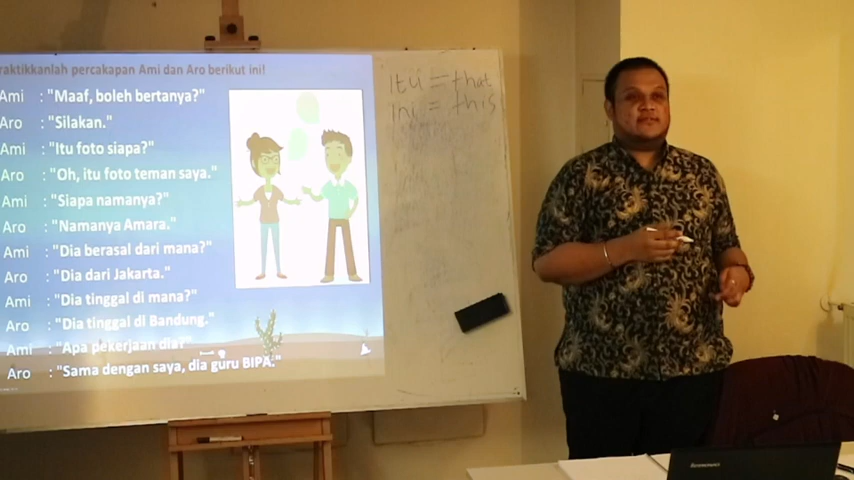 raktikkanlah percakapan Ami dan Aro berikut ini!
Ami : "Maaf, boleh bertanya?"
Aro : "Silakan."
Ami : "Itu foto siapa?"
Aro : "Oh, itu foto teman saya."
Ami : "Siapa namanya?"
Aro : "Namanya Amara."
Ami : "Dia berasal dari mana?"
Aro : "Dia dari Jakarta."
Ami : "Dia tinggal di mana?"
Aro : "Dia tinggal di Bandung."
Ami : "Apa pekerjaan dia?"
Aro : "Sama dengan saya, dia guru BIPA."
itu = that
ini = this
lenovo